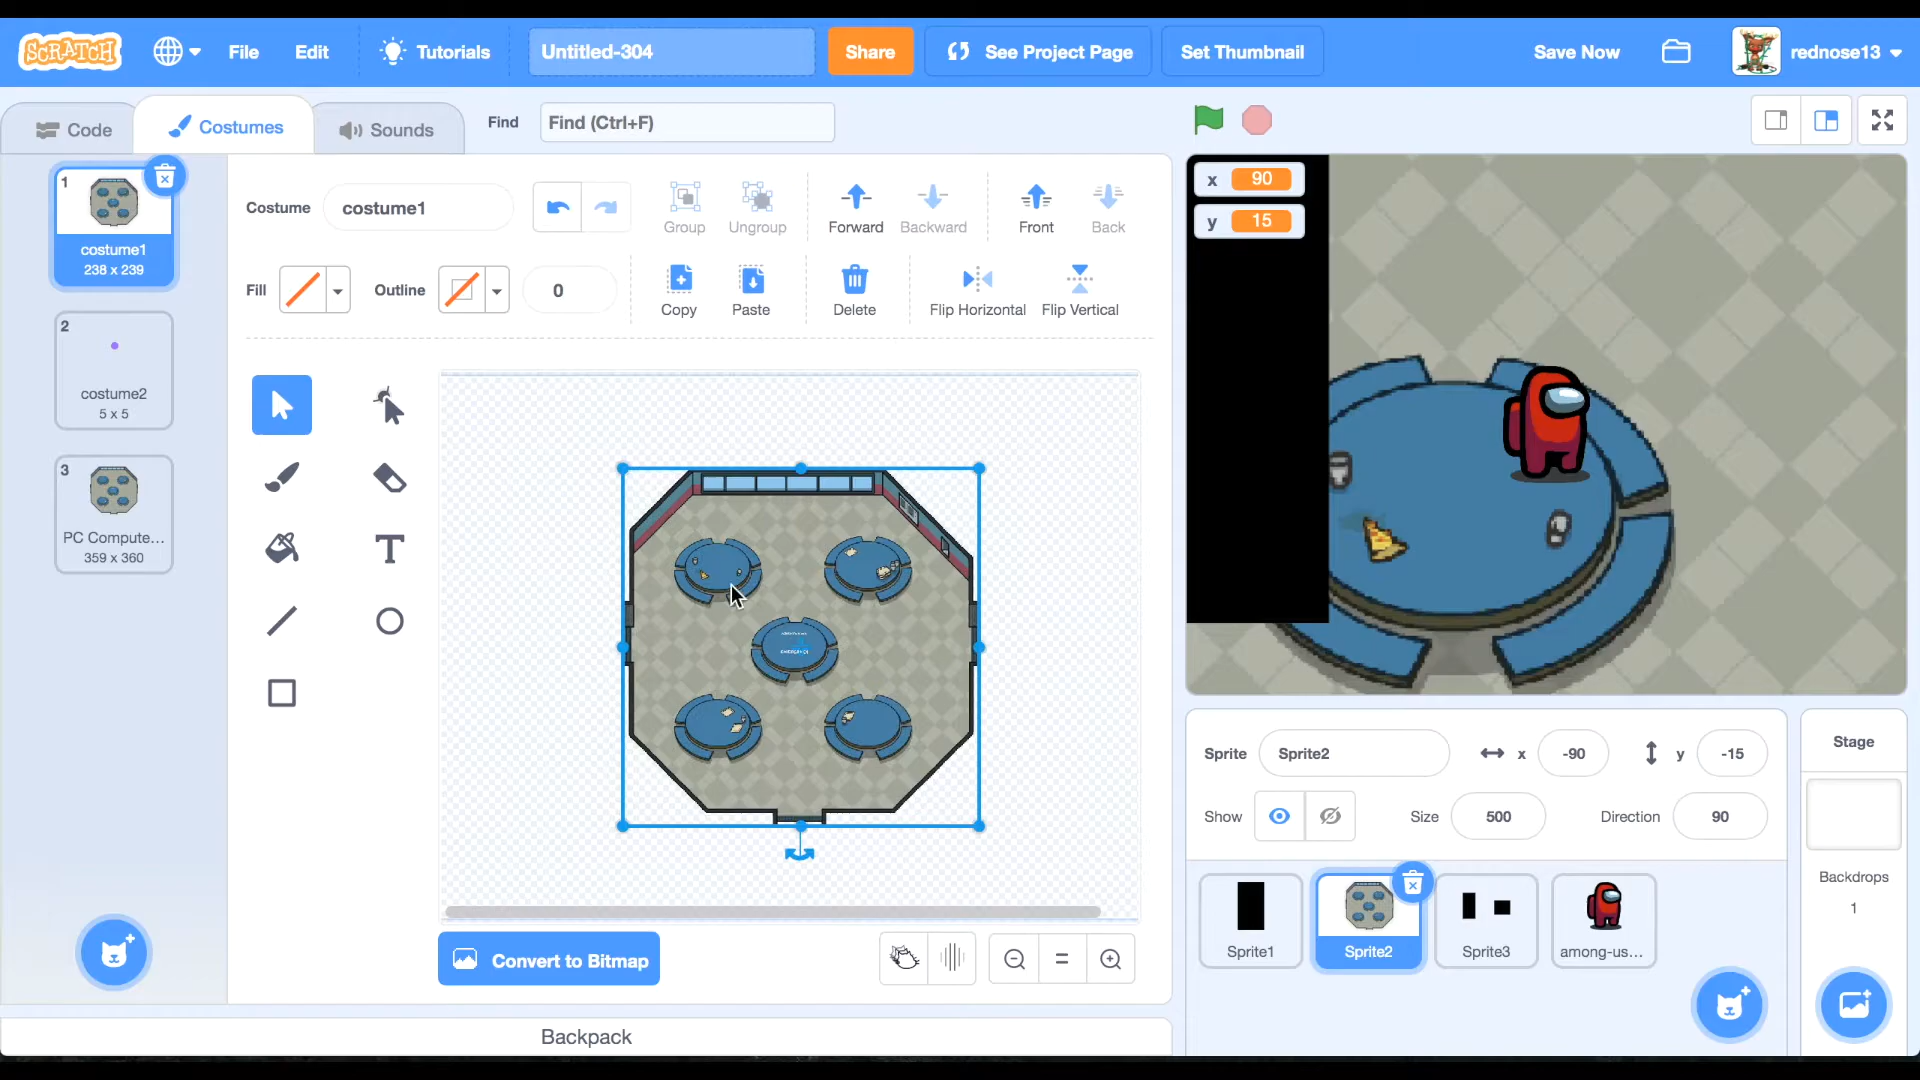 SCRATCH
File
Edit
Tutorials
Untitled-304
Share
See Project Page
Set Thumbnail
Save Now
rednose13
Code
Costumes
Sounds
Find
Find (Ctrl+F)
1
costume1
238 x 239
2
costume2
5 x 5
3
PC Compute...
359 x 360
Costume
costume1
Group
Ungroup
Forward
Backward
Front
Back
Fill
Outline
0
Copy
Paste
Delete
Flip Horizontal
Flip Vertical
T
Convert to Bitmap
Backpack
x 90
y 15
Sprite
Sprite2
x
-90
y
-15
Show
Size
500
Direction
90
Sprite1
Sprite2
Sprite3
among-us...
Stage
Backdrops
1